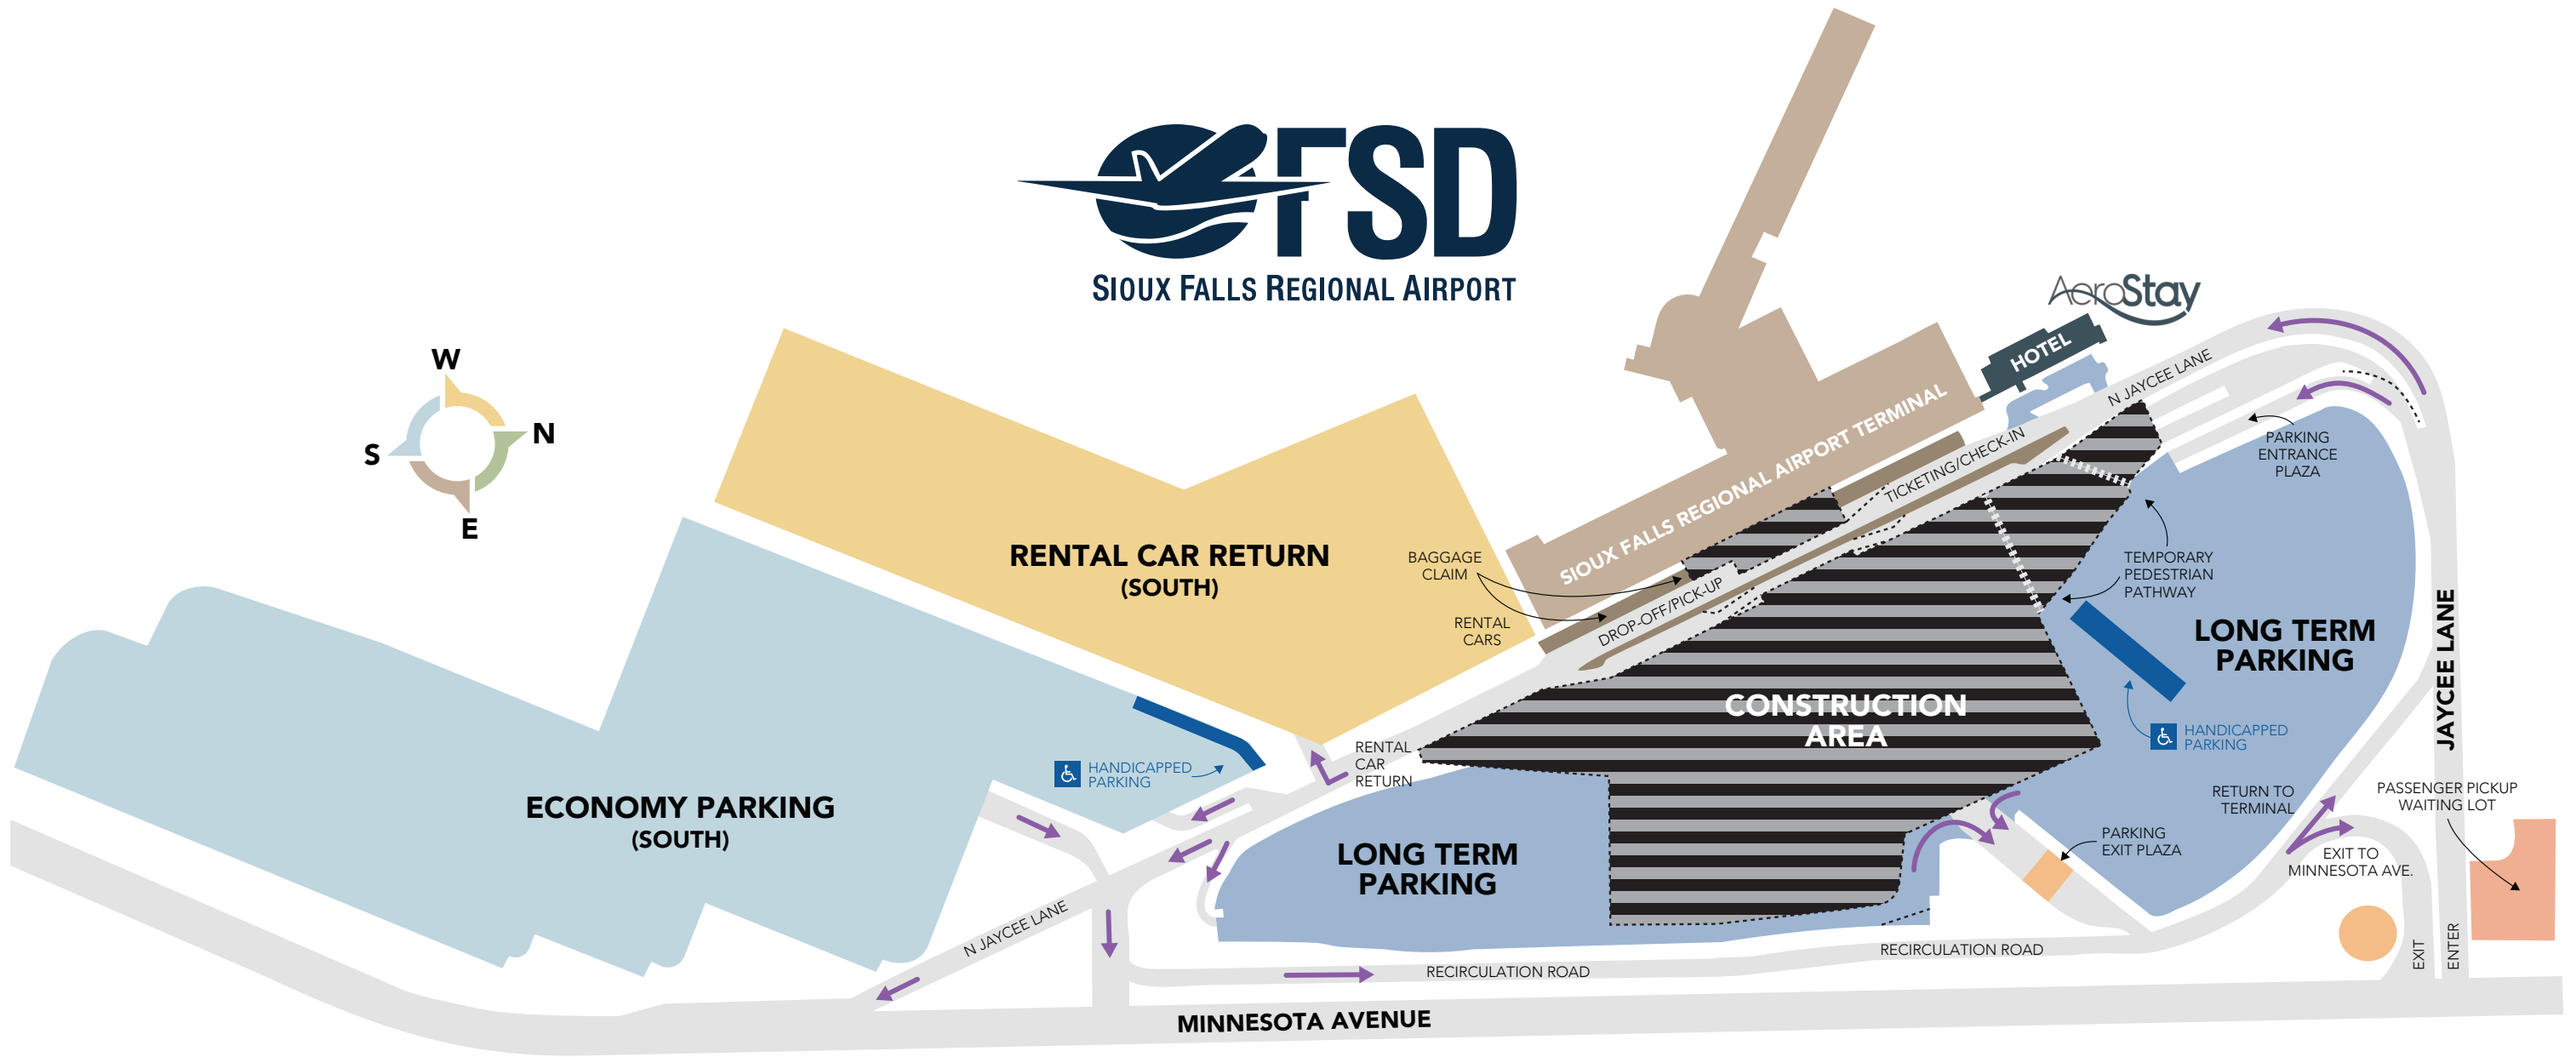 FSD
SIOUX FALLS REGIONAL AIRPORT
AeroStay
HOTEL
W
N
S
E
N JAYCEE LANE
PARKING
ENTRANCE
PLAZA
SIOUX FALLS REGIONAL AIRPORT TERMINAL
TICKETING/CHECK-IN
RENTAL CAR RETURN
(SOUTH)
BAGGAGE
CLAIM
RENTAL
CARS
DROP-OFF/PICK-UP
TEMPORARY
PEDESTRIAN
PATHWAY
LONG TERM
PARKING
JAYCEE LANE
CONSTRUCTION
AREA
HANDICAPPED
PARKING
RENTAL
CAR
RETURN
HANDICAPPED
PARKING
ECONOMY PARKING
(SOUTH)
RETURN TO
TERMINAL
PASSENGER PICKUP
WAITING LOT
PARKING
EXIT PLAZA
EXIT TO
MINNESOTA AVE.
LONG TERM
PARKING
N JAYCEE LANE
EXIT
ENTER
RECIRCULATION ROAD
RECIRCULATION ROAD
MINNESOTA AVENUE